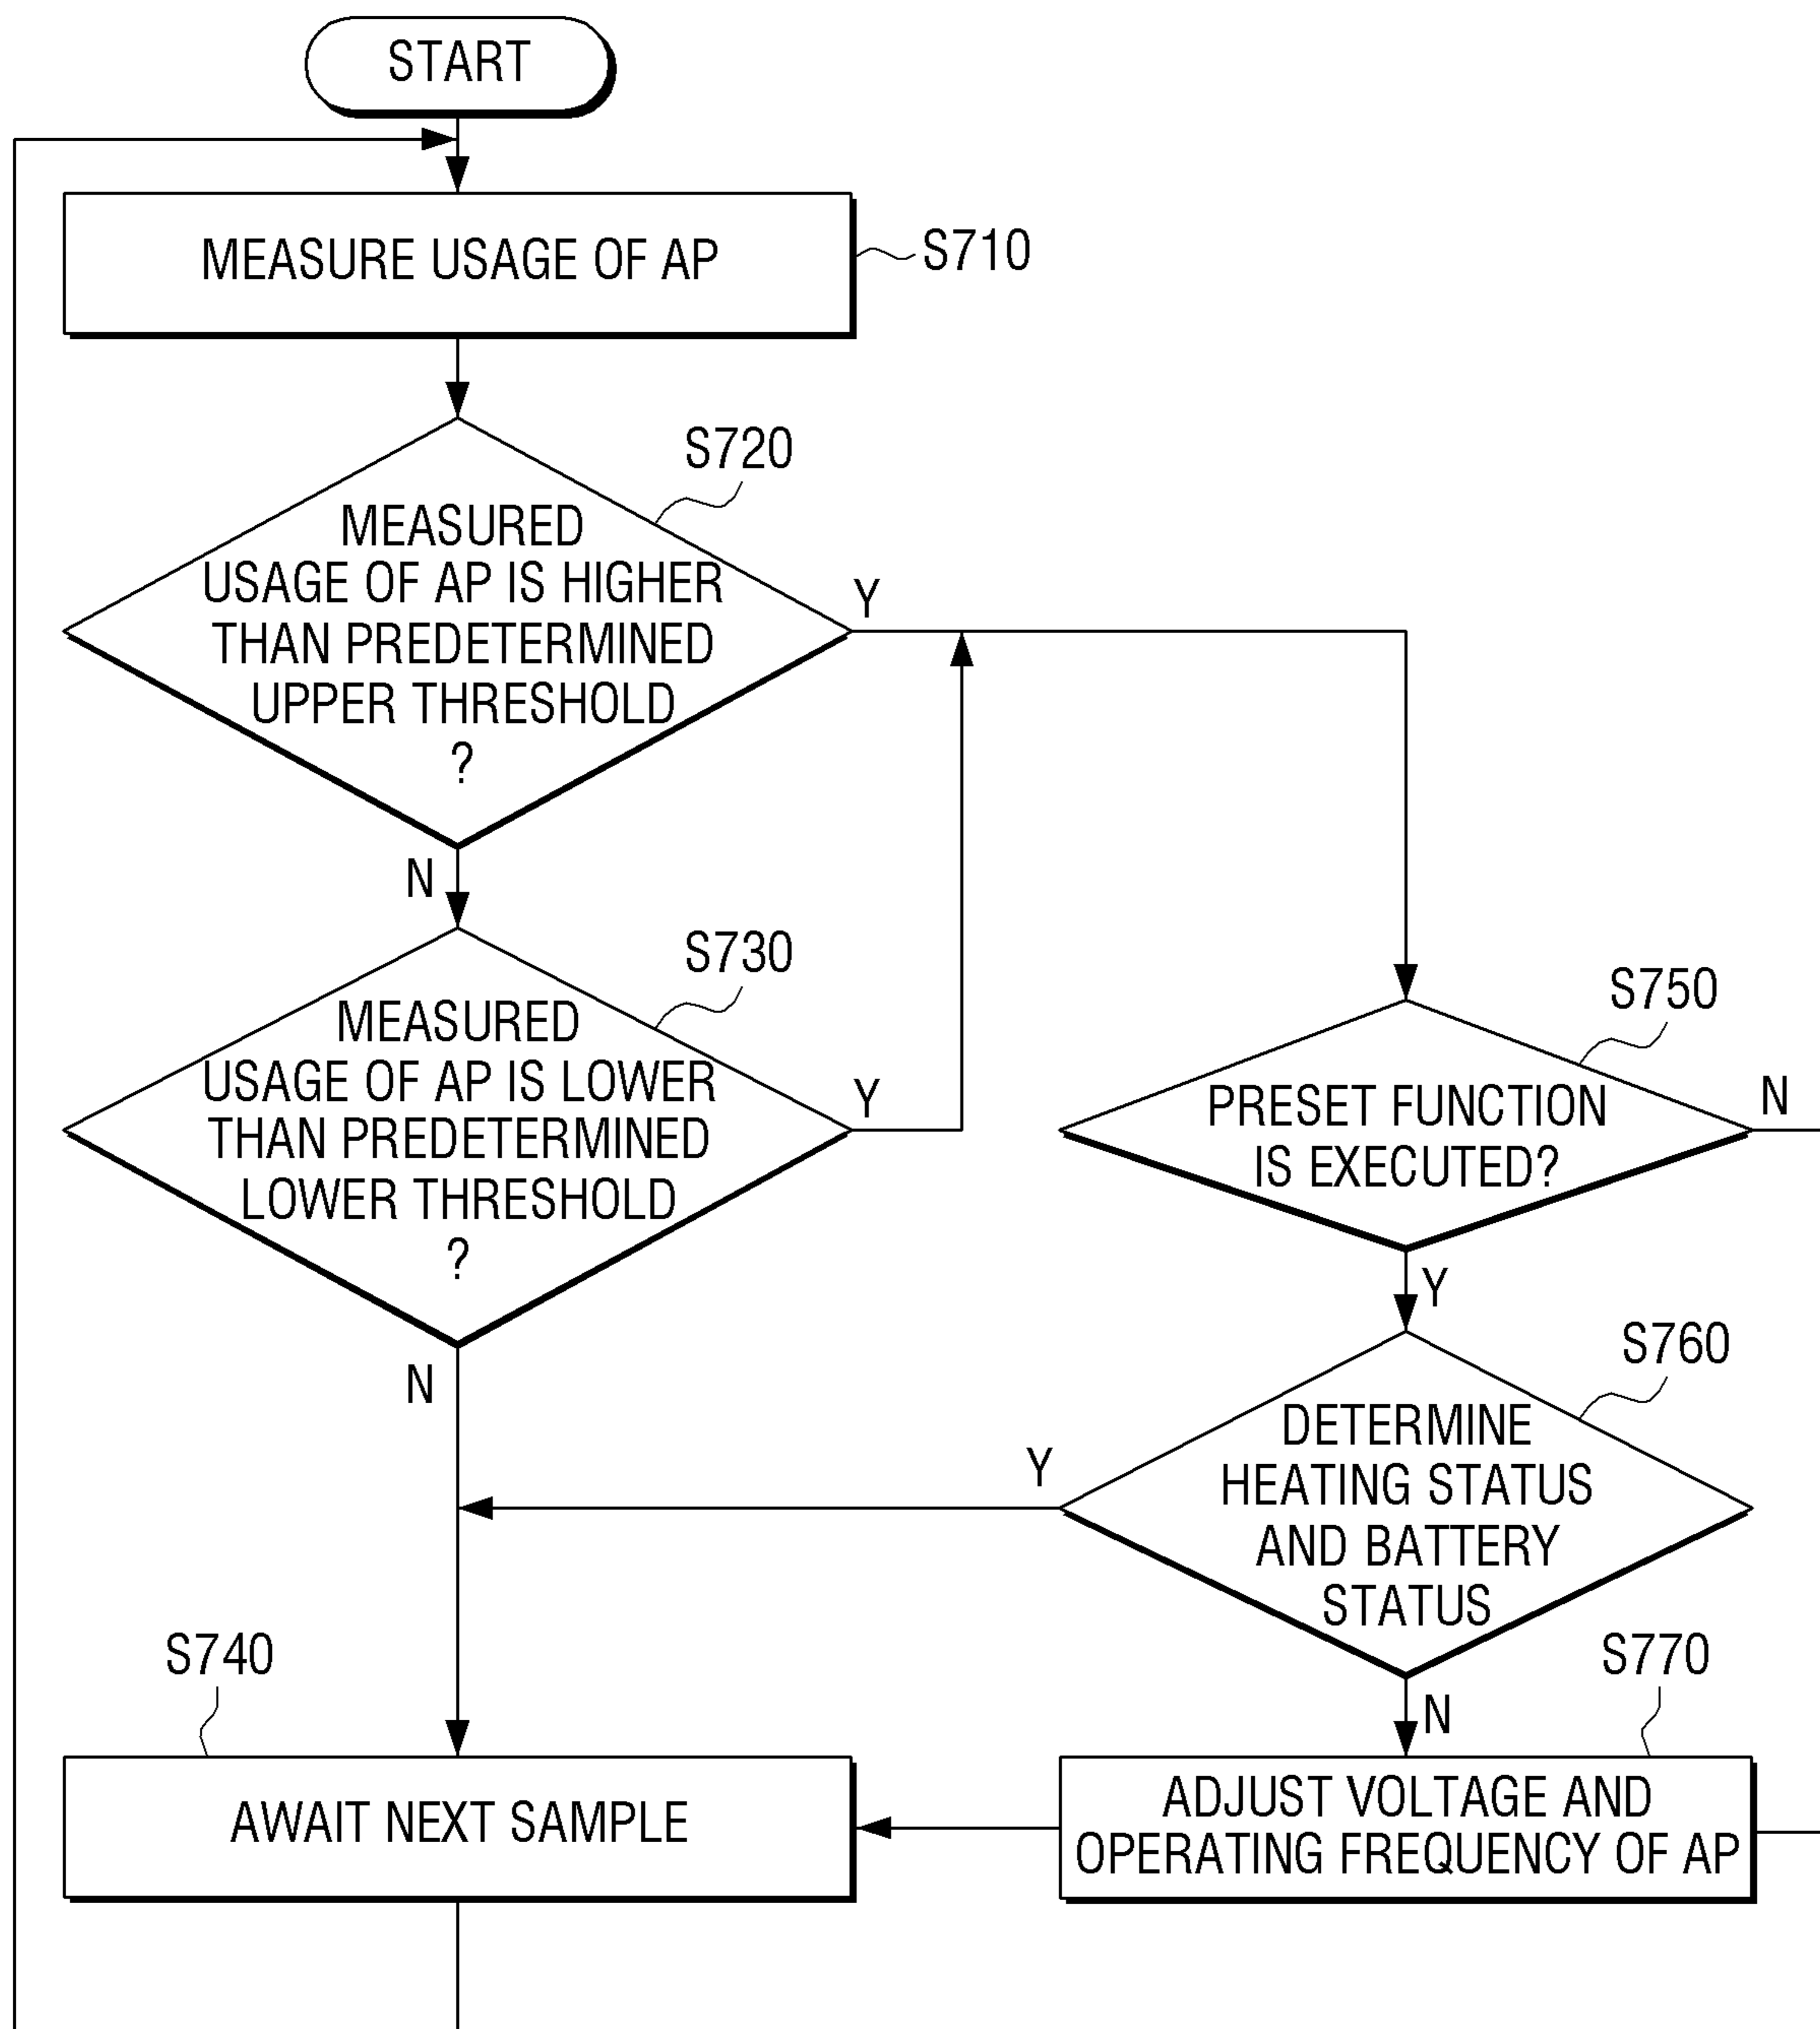 START
MEASURE USAGE OF AP
S710
S720
MEASURED
USAGE OF AP IS HIGHER
THAN PREDETERMINED
UPPER THRESHOLD
?
Y
N
S730
MEASURED
USAGE OF AP IS LOWER
THAN PREDETERMINED
LOWER THRESHOLD
?
Y
N
S750
PRESET FUNCTION
IS EXECUTED?
N
Y
S760
DETERMINE
HEATING STATUS
AND BATTERY
STATUS
Y
N
S740
AWAIT NEXT SAMPLE
S770
ADJUST VOLTAGE AND
OPERATING FREQUENCY OF AP